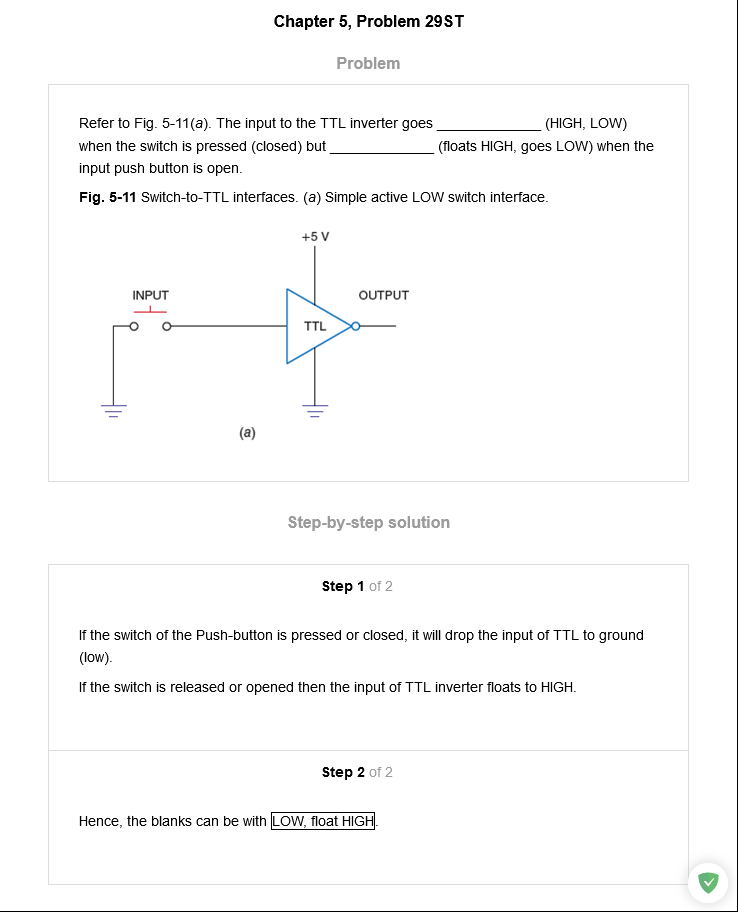 Chapter 5, Problem 29ST
Problem
Refer to Fig. 5-11(a). The input to the TTL inverter goes ______________ (HIGH, LOW)
when the switch is pressed (closed) but ______________ (floats HIGH, goes LOW) when the
input push button is open.
Fig. 5-11 Switch-to-TTL interfaces. (a) Simple active LOW switch interface.
+5 V
INPUT
OUTPUT
TTL
(a)
Step-by-step solution
Step 1 of 2
If the switch of the Push-button is pressed or closed, it will drop the input of TTL to ground
(low).
If the switch is released or opened then the input of TTL inverter floats to HIGH.
Step 2 of 2
Hence, the blanks can be with LOW, float HIGH.